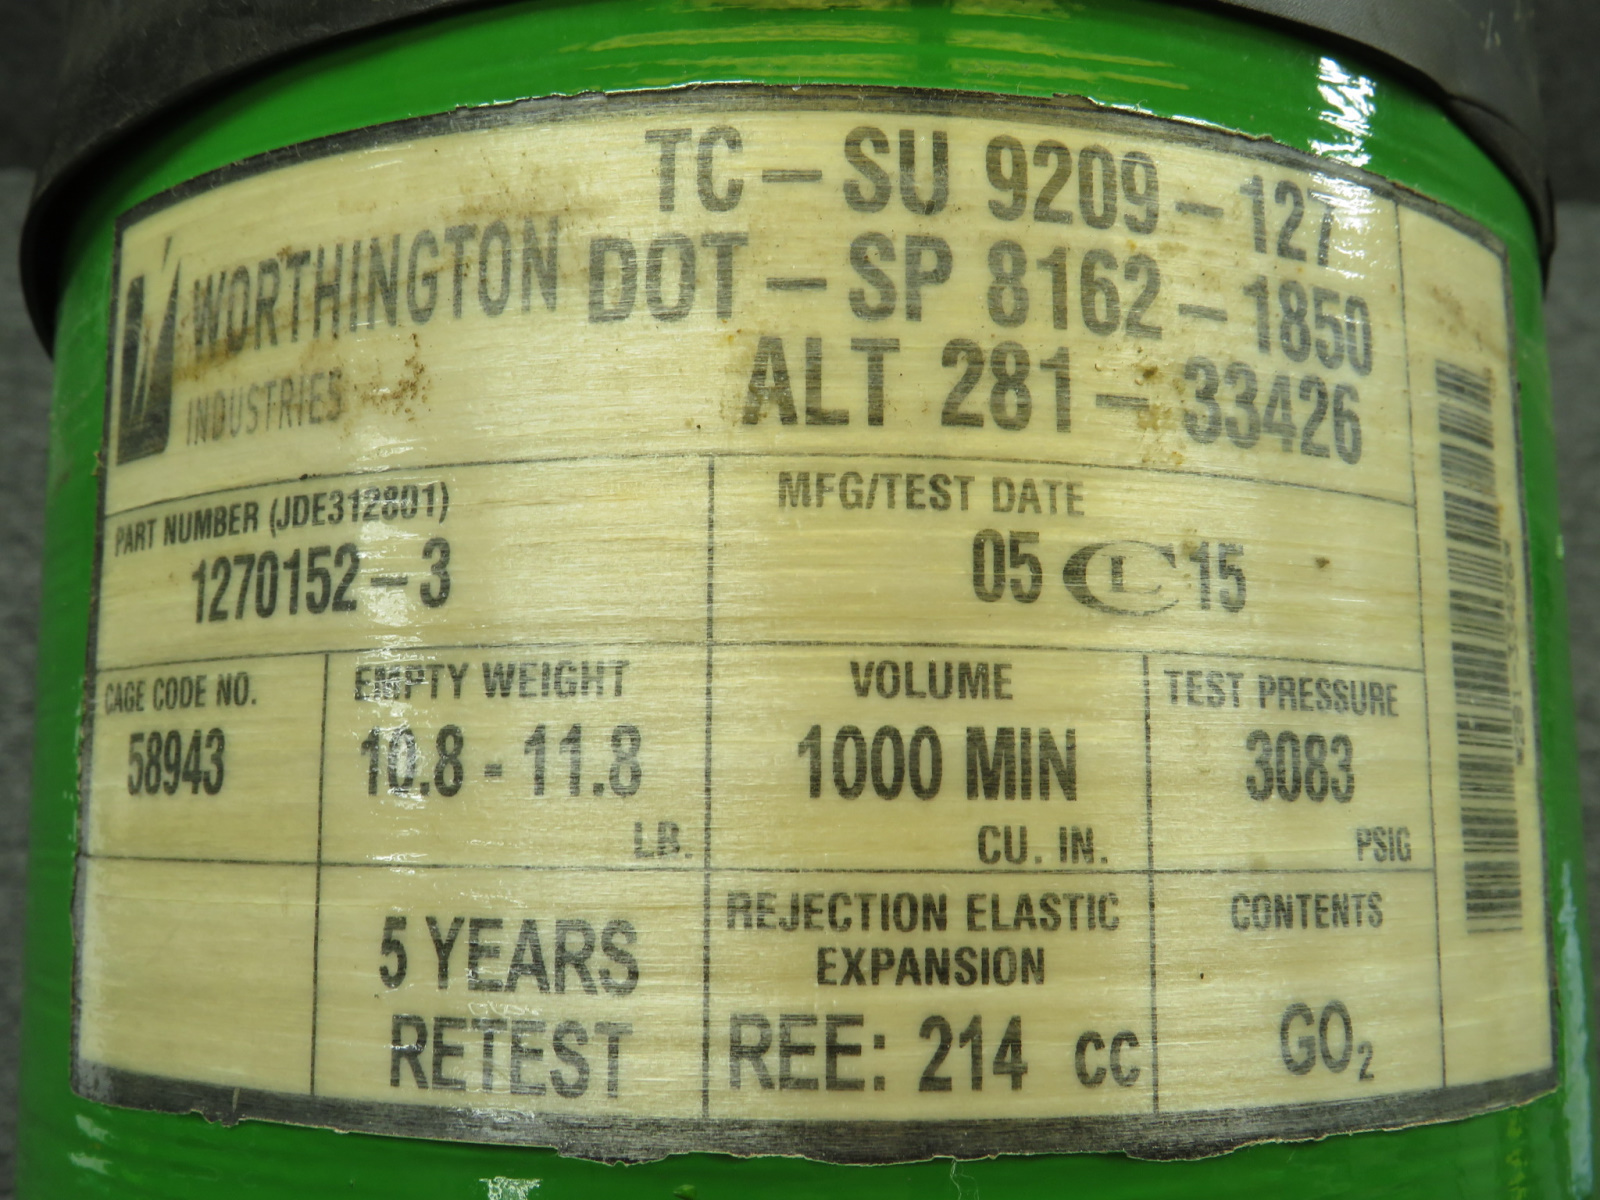 TC - SU 9209 - 127
WORTHINGTON
INDUSTRIES
DOT - SP 8162 - 1850
ALT 281 - 33426
PART NUMBER (JDE312801)
1270152-3
MFG/TEST DATE
05 C L 15
CAGE CODE NO.
58943
EMPTY WEIGHT
10.8 - 11.8
LB.
VOLUME
1000 MIN
CU. IN.
TEST PRESSURE
3083
PSIG
5 YEARS
RETEST
REJECTION ELASTIC
EXPANSION
REE: 214 cc
CONTENTS
GO₂